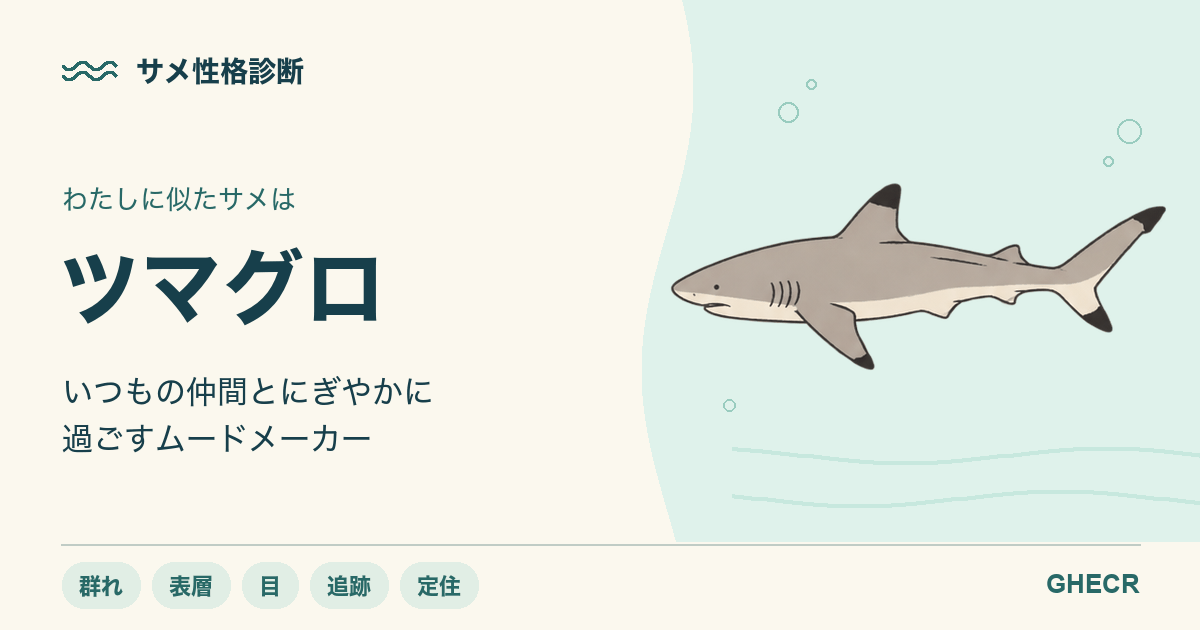 サメ性格診断
わたしに似たサメは
ツマグロ
いつもの仲間とにぎやかに
過ごすムードメーカー
群れ 表層 目 追跡 定住
GHECR